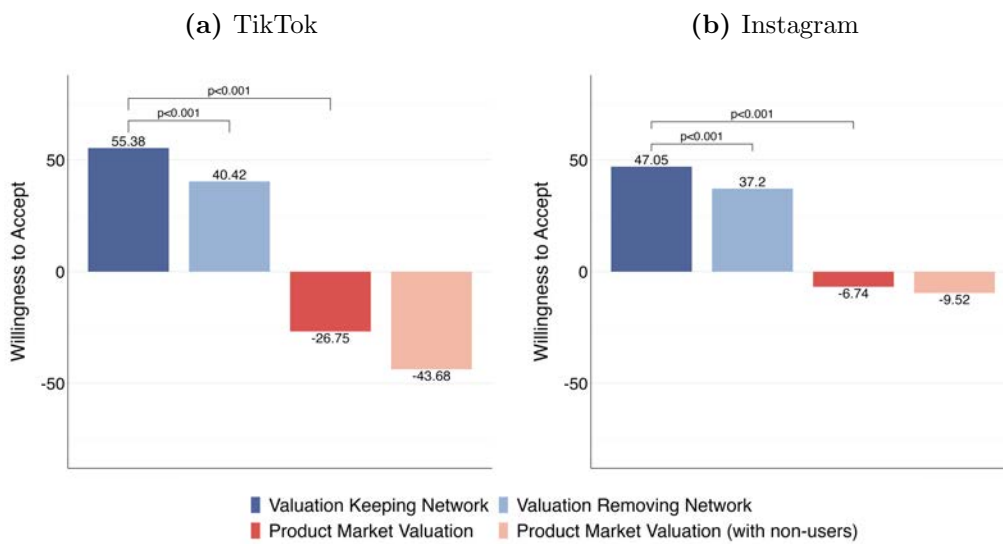 (a) TikTok
(b) Instagram
Willingness to Accept
50
0
-50
p<0.001
p<0.001
55.38
40.42
-26.75
-43.68
Willingness to Accept
50
0
-50
p<0.001
p<0.001
47.05
37.2
-6.74
-9.52
Valuation Keeping Network
Valuation Removing Network
Product Market Valuation
Product Market Valuation (with non-users)